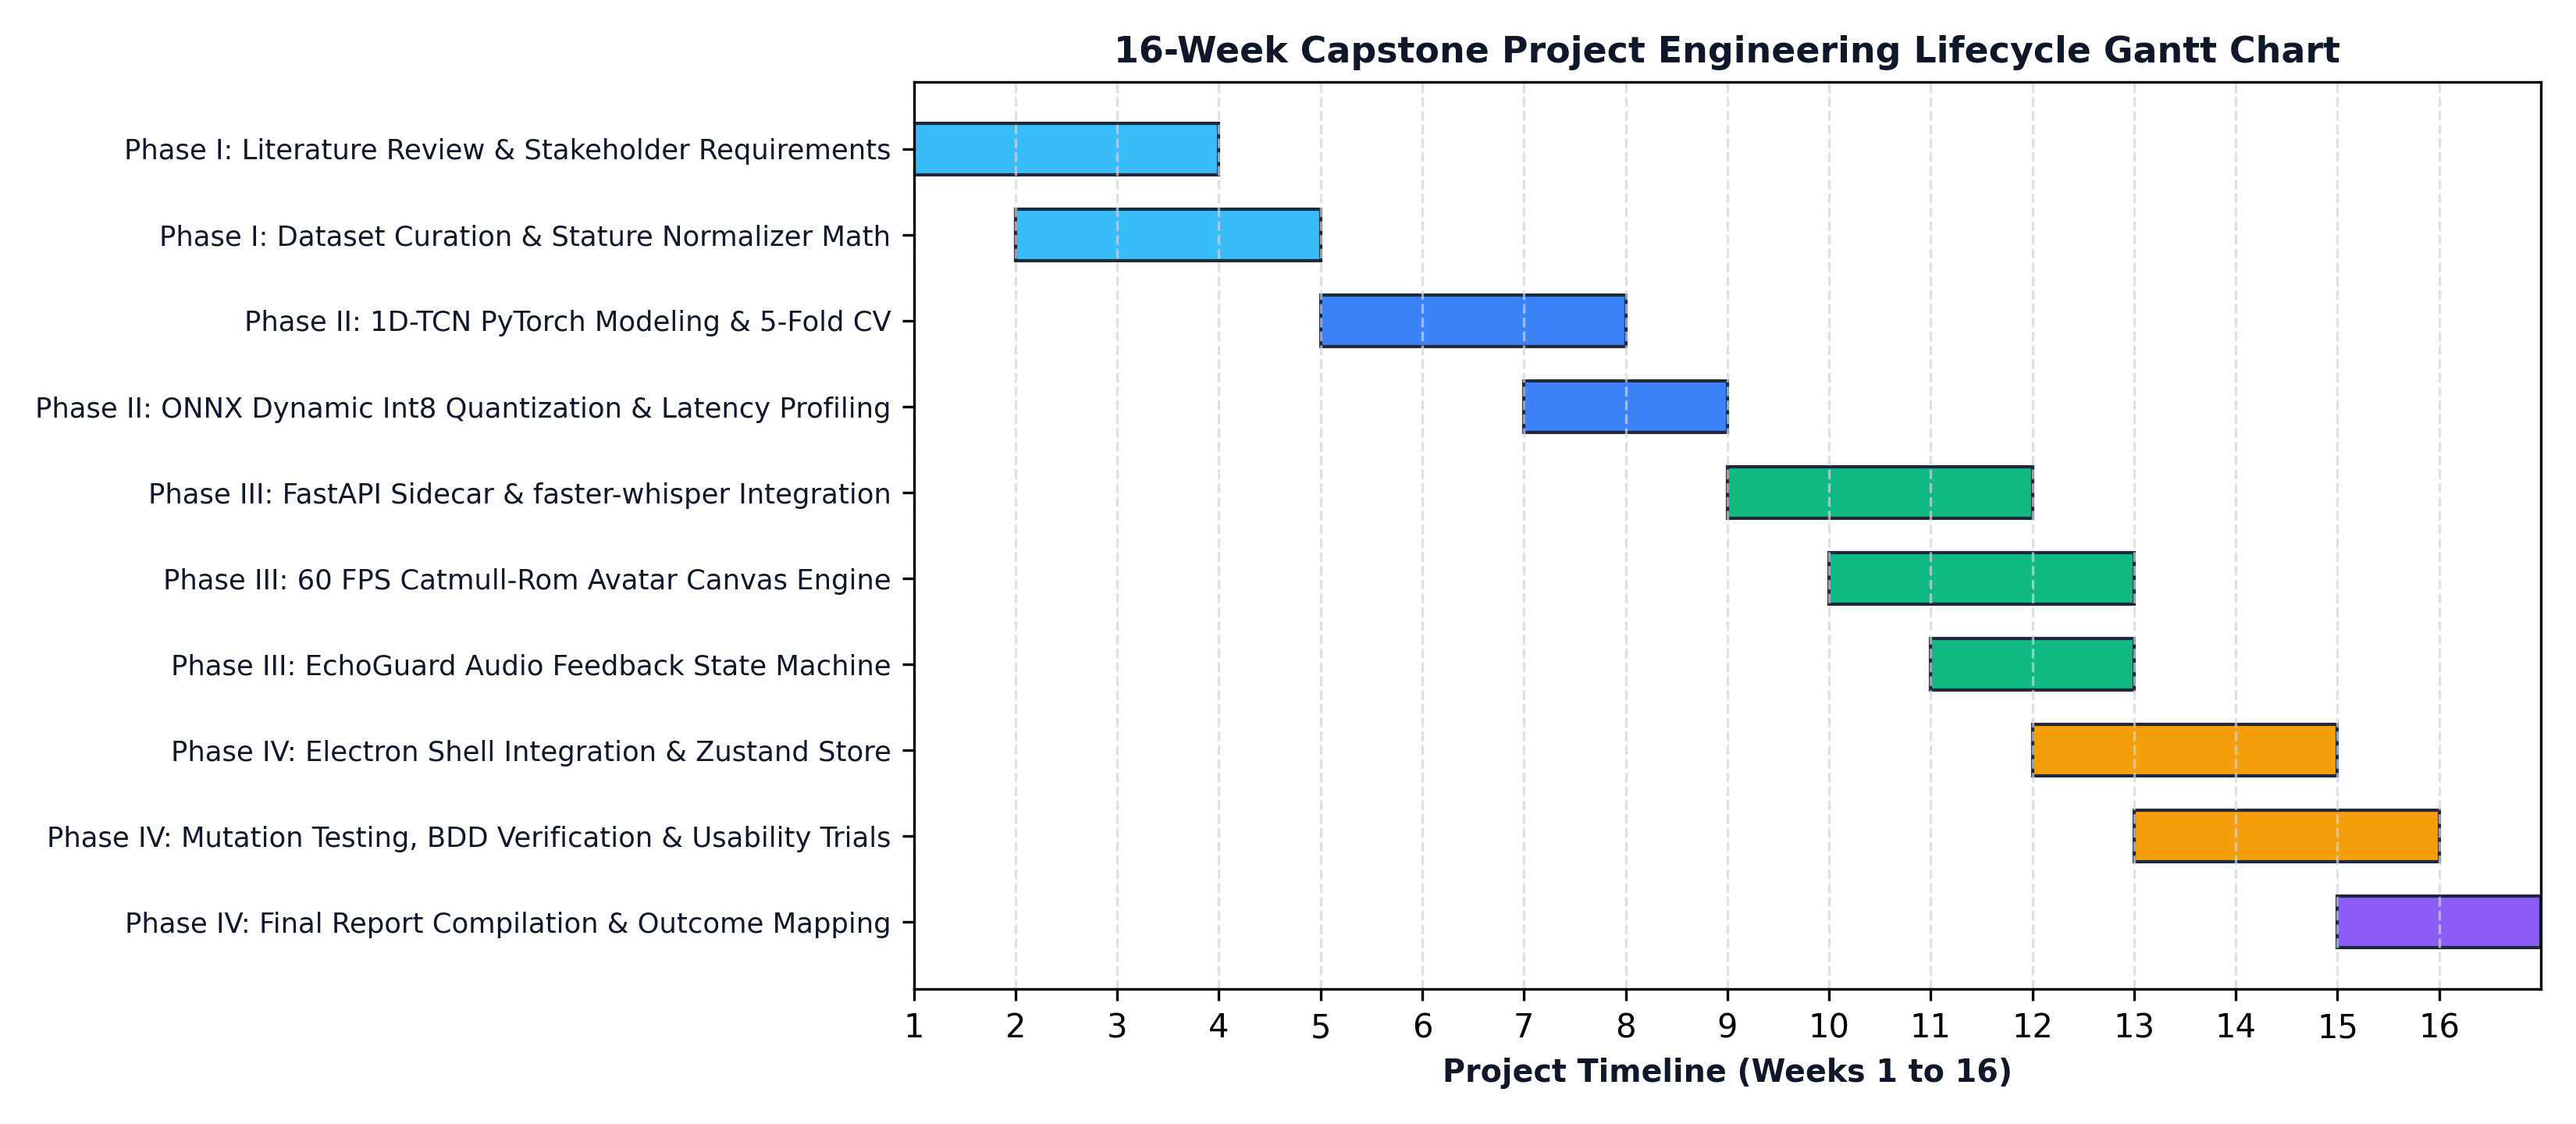 16-Week Capstone Project Engineering Lifecycle Gantt Chart
Phase I: Literature Review & Stakeholder Requirements
Phase I: Dataset Curation & Stature Normalizer Math
Phase II: 1D-TCN PyTorch Modeling & 5-Fold CV
Phase II: ONNX Dynamic Int8 Quantization & Latency Profiling
Phase III: FastAPI Sidecar & faster-whisper Integration
Phase III: 60 FPS Catmull-Rom Avatar Canvas Engine
Phase III: EchoGuard Audio Feedback State Machine
Phase IV: Electron Shell Integration & Zustand Store
Phase IV: Mutation Testing, BDD Verification & Usability Trials
Phase IV: Final Report Compilation & Outcome Mapping
1 2 3 4 5 6 7 8 9 10 11 12 13 14 15 16
Project Timeline (Weeks 1 to 16)